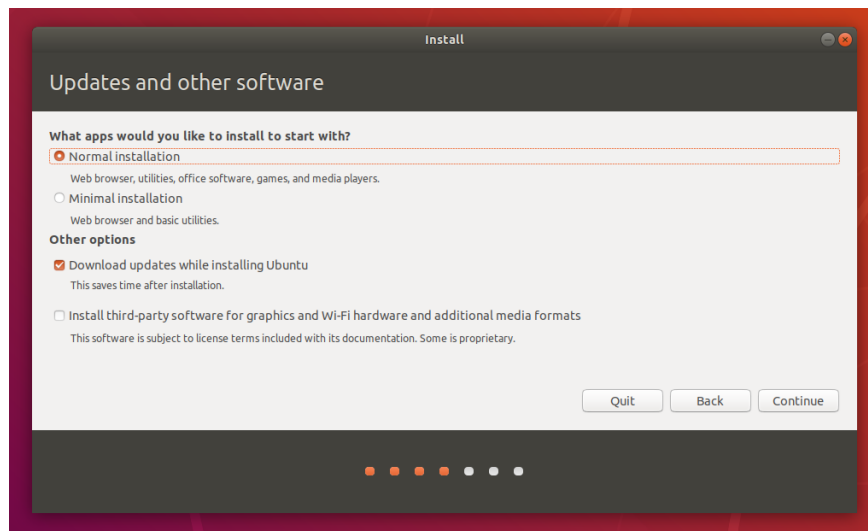 Install
Updates and other software
What apps would you like to install to start with?
Normal installation
Web browser, utilities, office software, games, and media players.
Minimal installation
Web browser and basic utilities.
Other options
Download updates while installing Ubuntu
This saves time after installation.
Install third-party software for graphics and Wi-Fi hardware and additional media formats
This software is subject to license terms included with its documentation. Some is proprietary.
Quit Back Continue